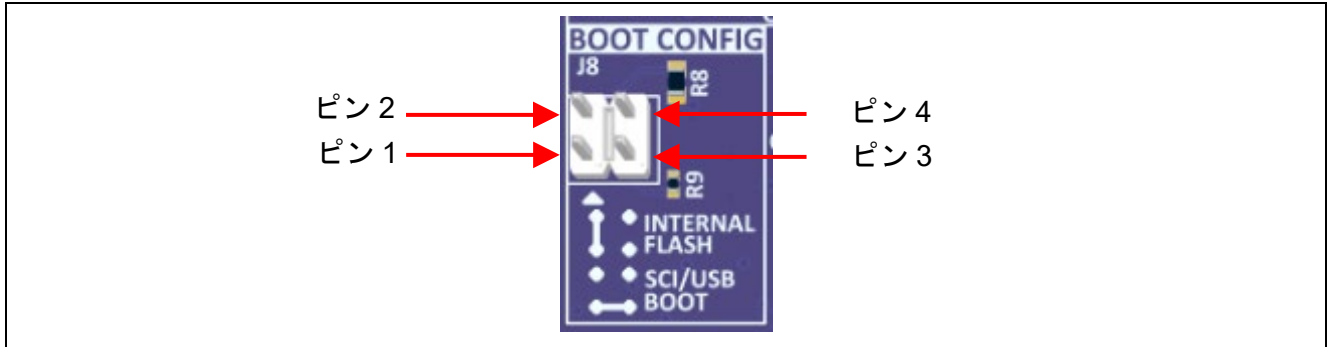 BOOT CONFIG
J8
R8
ピン 2
ピン 4
ピン 1
ピン 3
R9
INTERNAL
FLASH
SCI/USB
BOOT